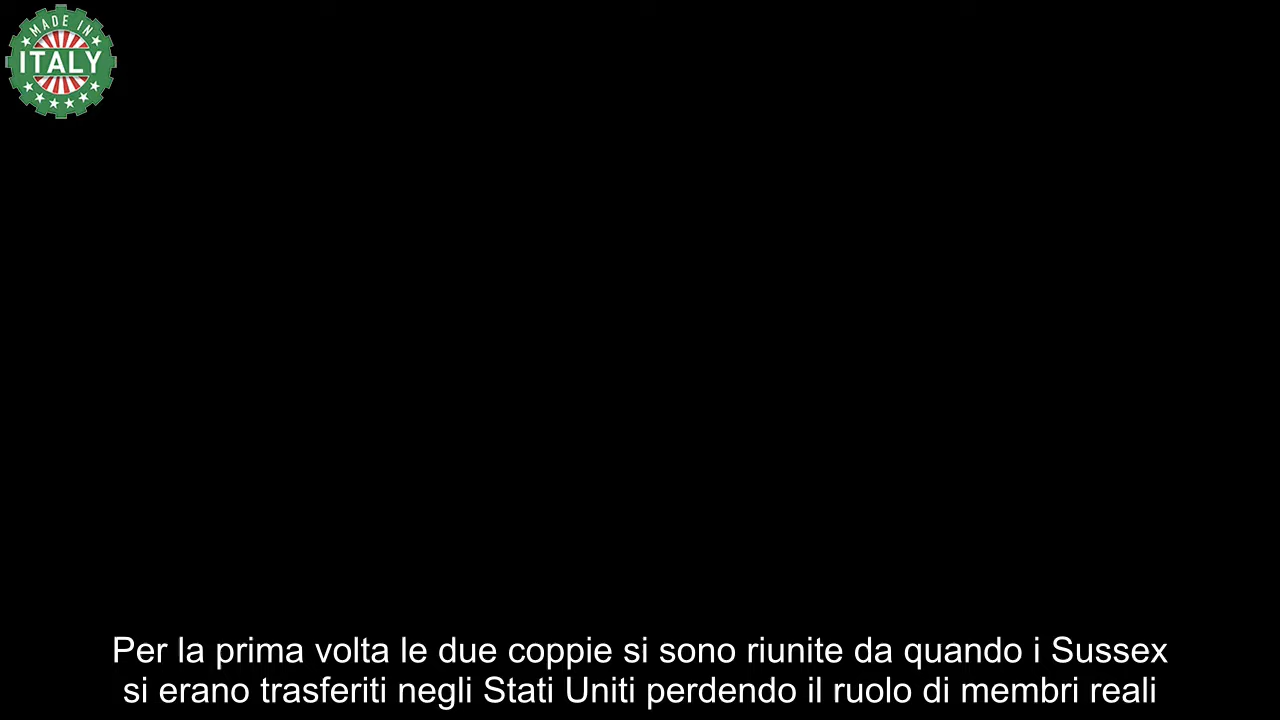 MADE IN
ITALY
Per la prima volta le due coppie si sono riunite da quando i Sussex
si erano trasferiti negli Stati Uniti perdendo il ruolo di membri reali